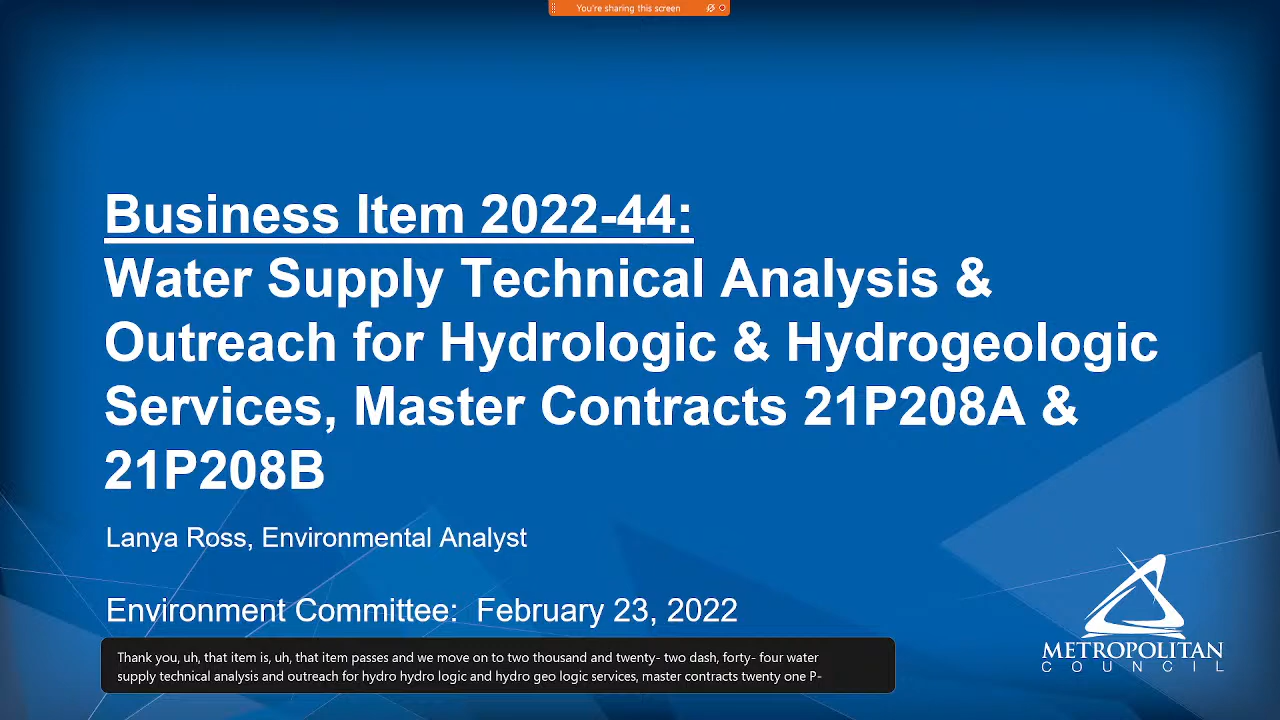 You're sharing this screen
Business Item 2022-44:
Water Supply Technical Analysis &
Outreach for Hydrologic & Hydrogeologic
Services, Master Contracts 21P208A &
21P208B
Lanya Ross, Environmental Analyst
Environment Committee: February 23, 2022
Thank you, uh, that item is, uh, that item passes and we move on to two thousand and twenty- two dash, forty- four water
supply technical analysis and outreach for hydro hydro logic and hydro geo logic services, master contracts twenty one P-
METROPOLITAN
COUNCIL